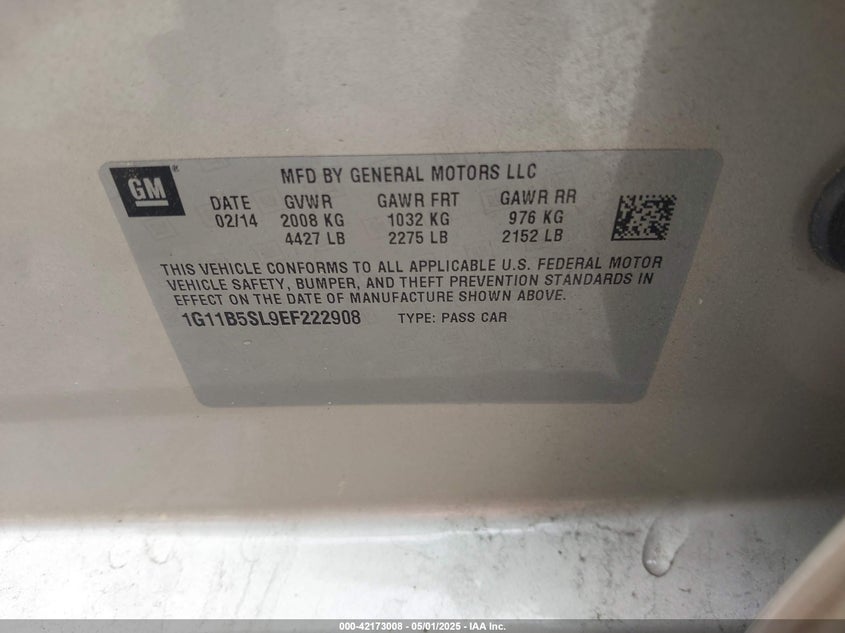 GM®
MFD BY GENERAL MOTORS LLC
DATE GVWR GAWR FRT GAWR RR
02/14 2008 KG 1032 KG 976 KG
4427 LB 2275 LB 2152 LB
THIS VEHICLE CONFORMS TO ALL APPLICABLE U.S. FEDERAL MOTOR
VEHICLE SAFETY, BUMPER, AND THEFT PREVENTION STANDARDS IN
EFFECT ON THE DATE OF MANUFACTURE SHOWN ABOVE.
1G11B5SL9EF222908 TYPE: PASS CAR
000-42173008 - 05/01/2025 - IAA Inc.